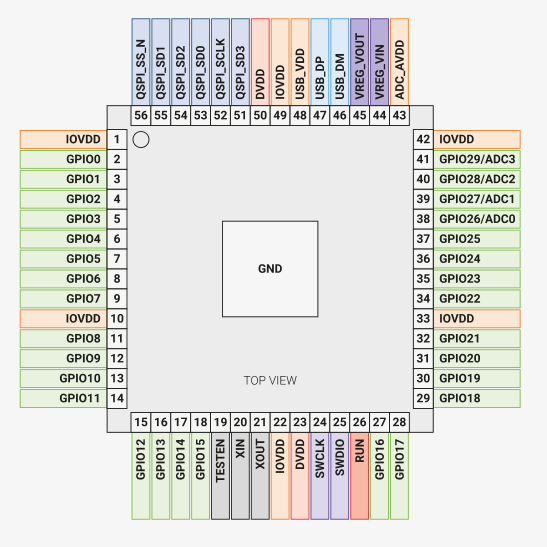 QSPI_SS_N QSPI_SD1 QSPI_SD2 QSPI_SD0 QSPI_SCLK QSPI_SD3 DVDD IOVDD USB_VDD USB_DP USB_DM VREG_VOUT VREG_VIN ADC_AVDD
56 55 54 53 52 51 50 49 48 47 46 45 44 43
IOVDD 1 42 IOVDD
GPIO0 2 41 GPIO29/ADC3
GPIO1 3 40 GPIO28/ADC2
GPIO2 4 39 GPIO27/ADC1
GPIO3 5 38 GPIO26/ADC0
GPIO4 6 37 GPIO25
GPIO5 7 36 GPIO24
GND
GPIO6 8 35 GPIO23
GPIO7 9 34 GPIO22
IOVDD 10 33 IOVDD
GPIO8 11 32 GPIO21
GPIO9 12 31 GPIO20
GPIO10 13 30 GPIO19
TOP VIEW
GPIO11 14 29 GPIO18
15 16 17 18 19 20 21 22 23 24 25 26 27 28
GPIO12 GPIO13 GPIO14 GPIO15 TESTEN XIN XOUT IOVDD DVDD SWCLK SWDIO RUN GPIO16 GPIO17